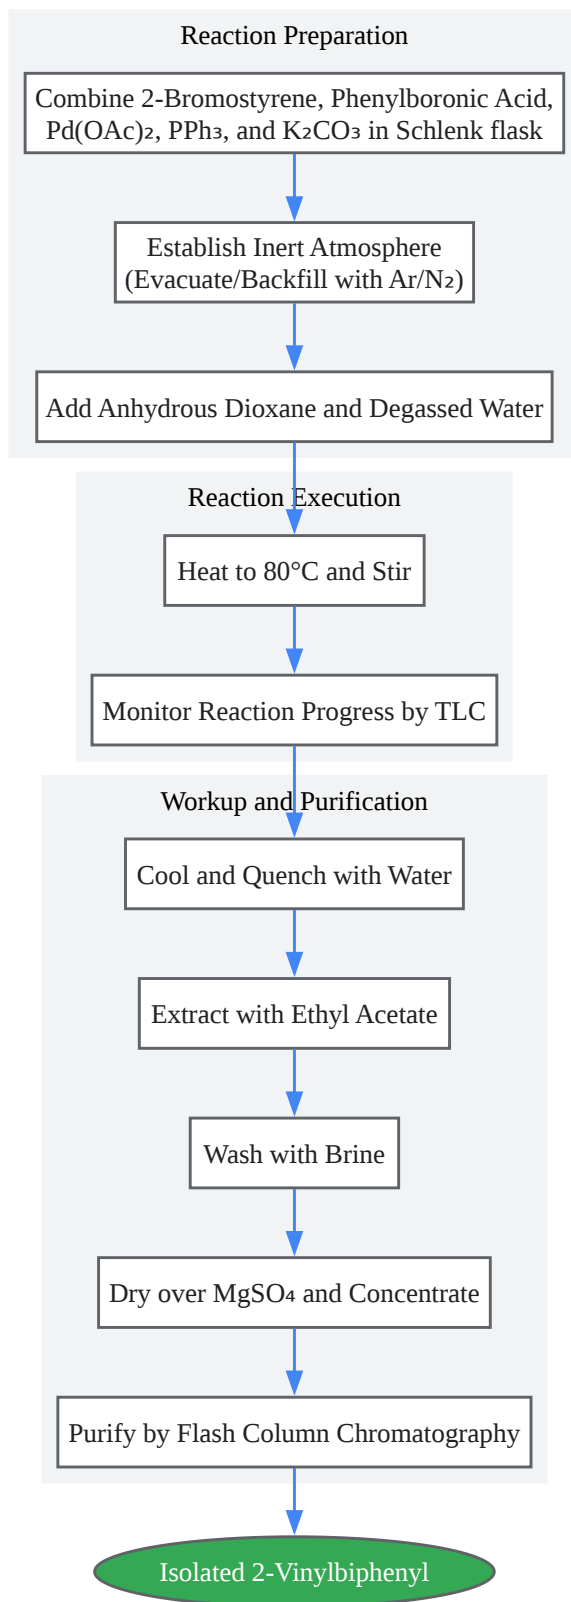 Reaction Preparation
Combine 2-Bromostyrene, Phenylboronic Acid,
Pd(OAc)₂, PPh₃, and K₂CO₃ in Schlenk flask
Establish Inert Atmosphere
(Evacuate/Backfill with Ar/N₂)
Add Anhydrous Dioxane and Degassed Water
Reaction Execution
Heat to 80°C and Stir
Monitor Reaction Progress by TLC
Workup and Purification
Cool and Quench with Water
Extract with Ethyl Acetate
Wash with Brine
Dry over MgSO₄ and Concentrate
Purify by Flash Column Chromatography
Isolated 2-Vinylbiphenyl